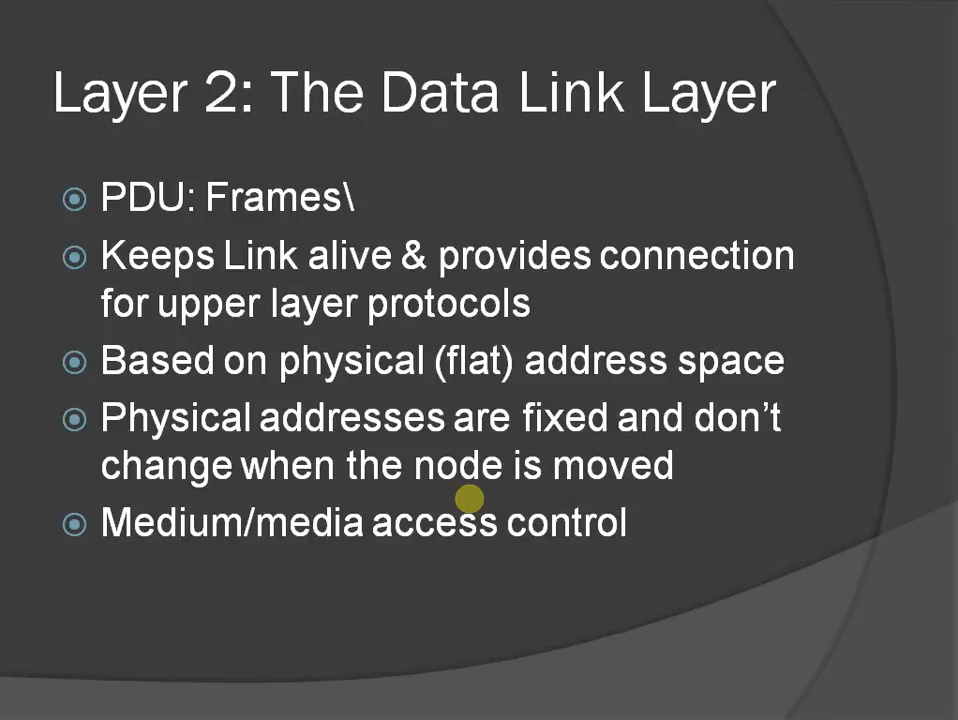 Layer 2: The Data Link Layer
PDU: Frames\
Keeps Link alive & provides connection
for upper layer protocols
Based on physical (flat) address space
Physical addresses are fixed and don’t
change when the node is moved
Medium/media access control